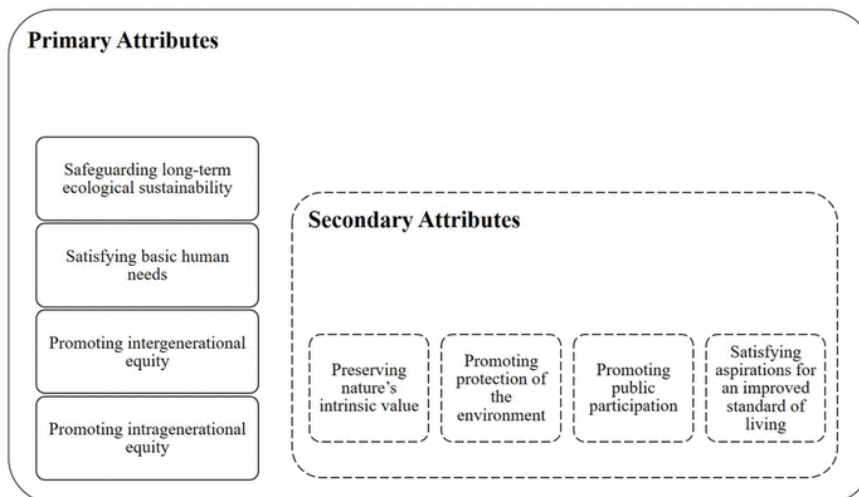 Primary Attributes
Safeguarding long-term
ecological sustainability
Satisfying basic human
needs
Promoting intergenerational
equity
Promoting intragenerational
equity
Secondary Attributes
Preserving
nature's
intrinsic value
Promoting
protection of
the
environment
Promoting
public
participation
Satisfying
aspirations for
an improved
standard of
living